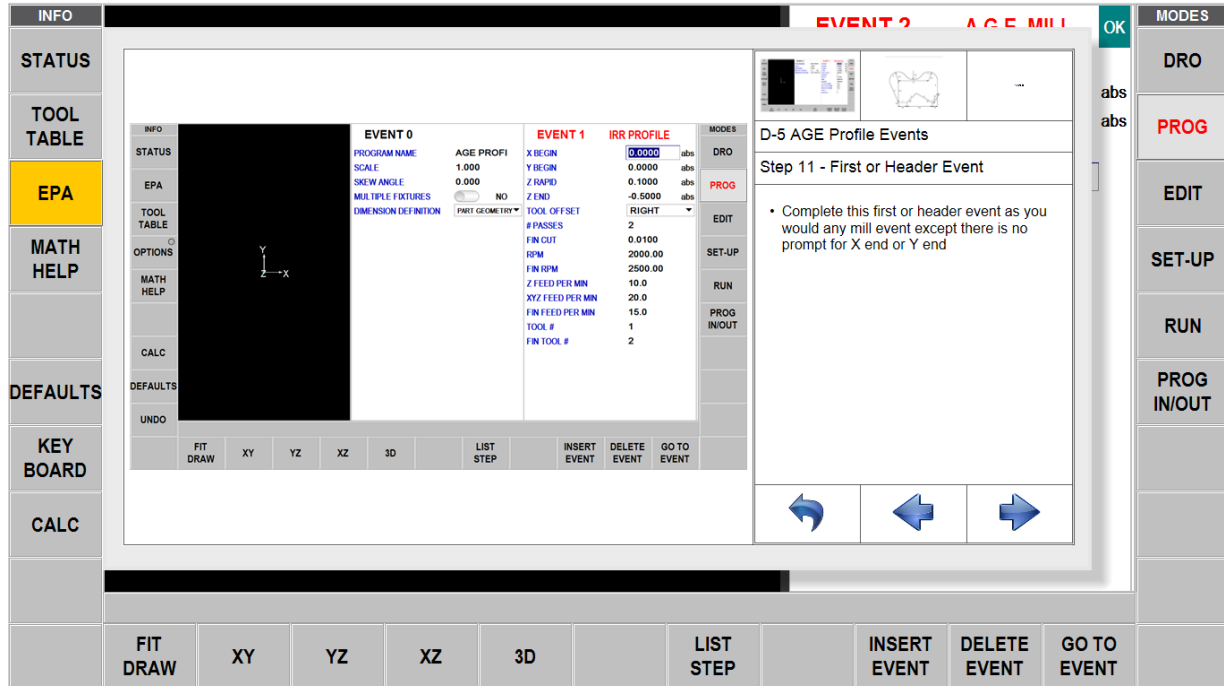 INFO
STATUS
TOOL
TABLE
EPA
MATH
HELP
DEFAULTS
KEY
BOARD
CALC
EVENT 2 A.G.E. MILL
OK
abs
abs
MODES
DRO
PROG
EDIT
SET-UP
RUN
PROG
IN/OUT
INFO
STATUS
EPA
TOOL
TABLE
OPTIONS
MATH
HELP
CALC
DEFAULTS
UNDO
Y
Z X
EVENT 0
PROGRAM NAME AGE PROFI
SCALE 1.000
SKEW ANGLE 0.000
MULTIPLE FIXTURES NO
DIMENSION DEFINITION PART GEOMETRY
EVENT 1 IRR PROFILE
X BEGIN 0.0000 abs
Y BEGIN 0.0000 abs
Z RAPID 0.1000 abs
Z END -0.5000 abs
TOOL OFFSET RIGHT
# PASSES 2
FIN CUT 0.0100
RPM 2000.00
FIN RPM 2500.00
Z FEED PER MIN 10.0
XYZ FEED PER MIN 20.0
FIN FEED PER MIN 15.0
TOOL # 1
FIN TOOL # 2
MODES
DRO
PROG
EDIT
SET-UP
RUN
PROG
IN/OUT
FIT
DRAW
XY
YZ
XZ
3D
LIST
STEP
INSERT
EVENT
DELETE
EVENT
GO TO
EVENT
D-5 AGE Profile Events
Step 11 - First or Header Event
• Complete this first or header event as you
would any mill event except there is no
prompt for X end or Y end
FIT
DRAW
XY
YZ
XZ
3D
LIST
STEP
INSERT
EVENT
DELETE
EVENT
GO TO
EVENT